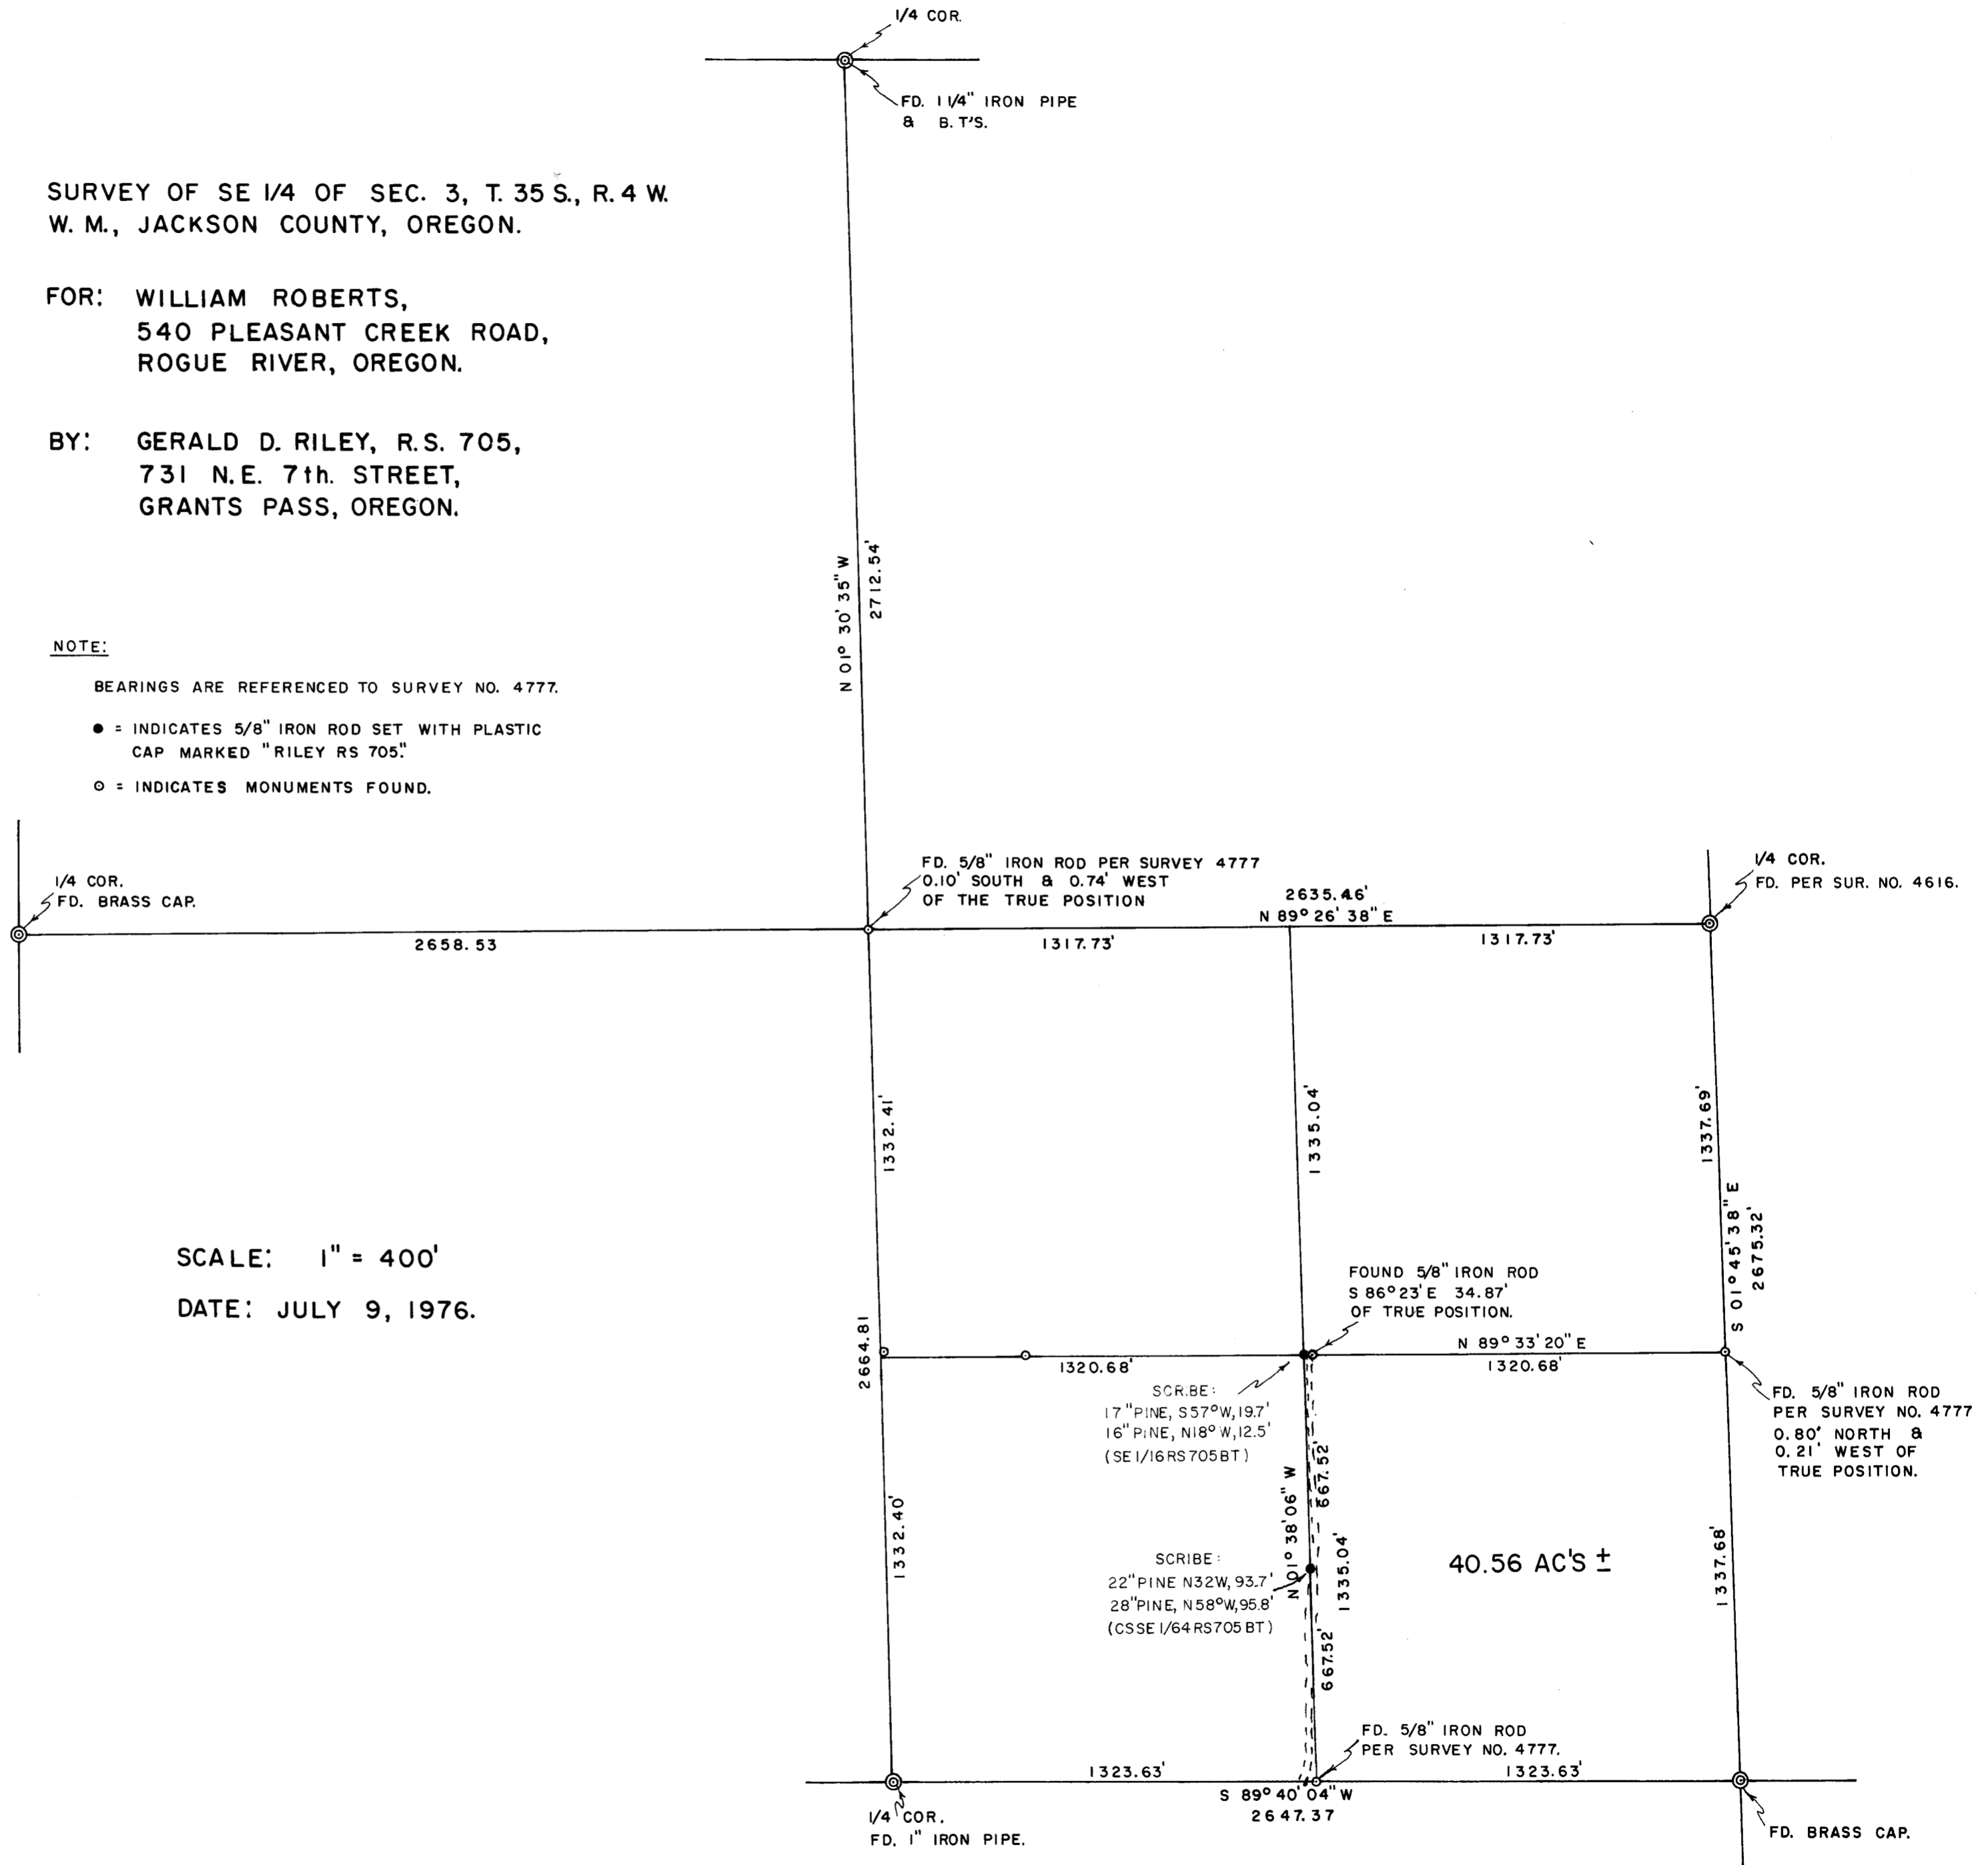 1/4 COR.
FD. 1 1/4" IRON PIPE
& B. T'S.
SURVEY OF SE 1/4 OF SEC. 3, T. 35 S., R. 4 W.
W. M., JACKSON COUNTY, OREGON.
FOR: WILLIAM ROBERTS,
540 PLEASANT CREEK ROAD,
ROGUE RIVER, OREGON.
BY: GERALD D. RILEY, R.S. 705,
731 N.E. 7th. STREET,
GRANTS PASS, OREGON.
N 01° 30' 35" W
2712.54'
NOTE:
BEARINGS ARE REFERENCED TO SURVEY NO. 4777.
● = INDICATES 5/8" IRON ROD SET WITH PLASTIC
CAP MARKED "RILEY RS 705."
⊙ = INDICATES MONUMENTS FOUND.
1/4 COR.
FD. BRASS CAP.
2658.53
FD. 5/8" IRON ROD PER SURVEY 4777
0.10' SOUTH & 0.74' WEST
OF THE TRUE POSITION
2635.46'
N 89° 26' 38" E
1317.73'
1317.73'
1/4 COR.
FD. PER SUR. NO. 4616.
1332.41'
1335.04'
1337.69'
S 01° 45' 38" E
2675.32'
SCALE: 1" = 400'
DATE: JULY 9, 1976.
2664.81
FOUND 5/8" IRON ROD
S 86° 23' E 34.87'
OF TRUE POSITION.
N 89° 33' 20" E
1320.68'
1320.68'
SCRIBE:
17" PINE, S57°W, 19.7'
16" PINE, N18°W, 12.5'
(SE 1/16 RS 705 BT)
FD. 5/8" IRON ROD
PER SURVEY NO. 4777
0.80' NORTH &
0.21' WEST OF
TRUE POSITION.
1332.40'
N 01° 38' 06" W
667.52'
1335.04'
667.52'
SCRIBE:
22" PINE N32W, 93.7'
28" PINE, N58°W, 95.8'
(CSSE 1/64 RS705 BT)
40.56 AC'S ±
1337.68'
FD. 5/8" IRON ROD
PER SURVEY NO. 4777.
1323.63'
1323.63'
S 89° 40' 04" W
2647.37
1/4 COR.
FD. 1" IRON PIPE.
FD. BRASS CAP.